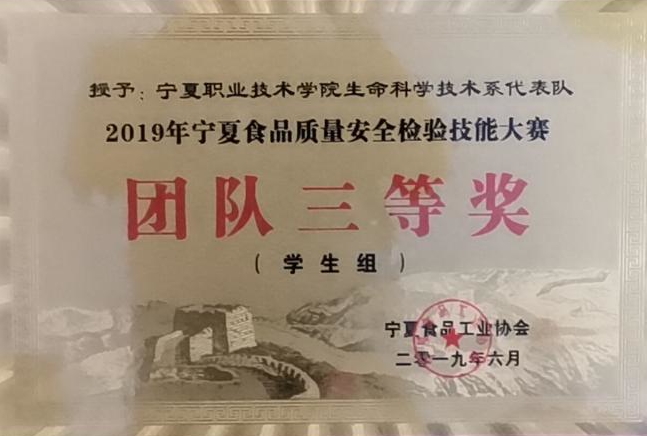 授予：宁夏职业技术学院生命科学技术系代表队
2019年宁夏食品质量安全检验技能大赛
团队三等奖
（学生组）
宁夏食品工业协会
二零一九年六月